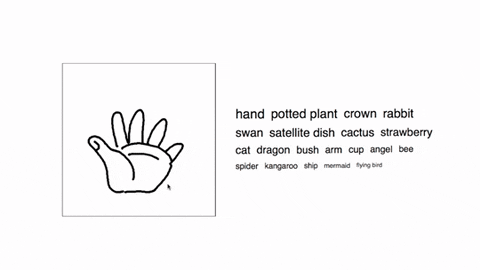 hand potted plant crown rabbit
swan satellite dish cactus strawberry
cat dragon bush arm cup angel bee
spider kangaroo ship mermaid flying bird